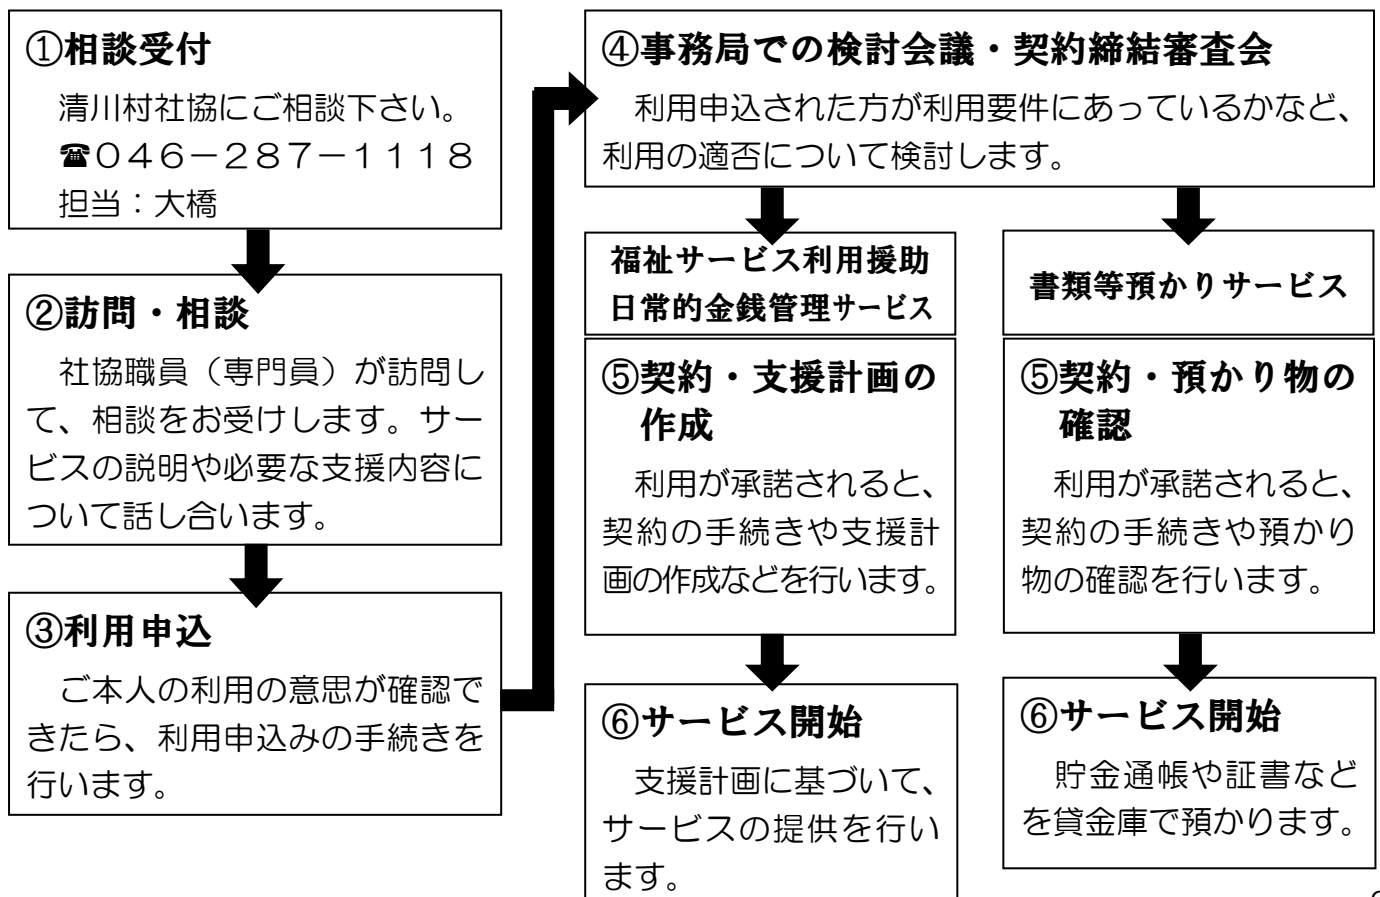 ①相談受付
清川村社協にご相談下さい。
☎046－287－1118
担当：大橋
②訪問・相談
社協職員（専門員）が訪問し
て、相談をお受けします。サー
ビスの説明や必要な支援内容に
ついて話し合います。
③利用申込
ご本人の利用の意思が確認で
きたら、利用申込みの手続きを
行います。
④事務局での検討会議・契約締結審査会
利用申込された方が利用要件にあっているかなど、
利用の適否について検討します。
福祉サービス利用援助
日常的金銭管理サービス
⑤契約・支援計画の
作成
利用が承諾されると、
契約の手続きや支援計
画の作成などを行います。
⑥サービス開始
支援計画に基づいて、
サービスの提供を行い
ます。
書類等預かりサービス
⑤契約・預かり物の
確認
利用が承諾されると、
契約の手続きや預かり
物の確認を行います。
⑥サービス開始
貯金通帳や証書など
を貸金庫で預かります。